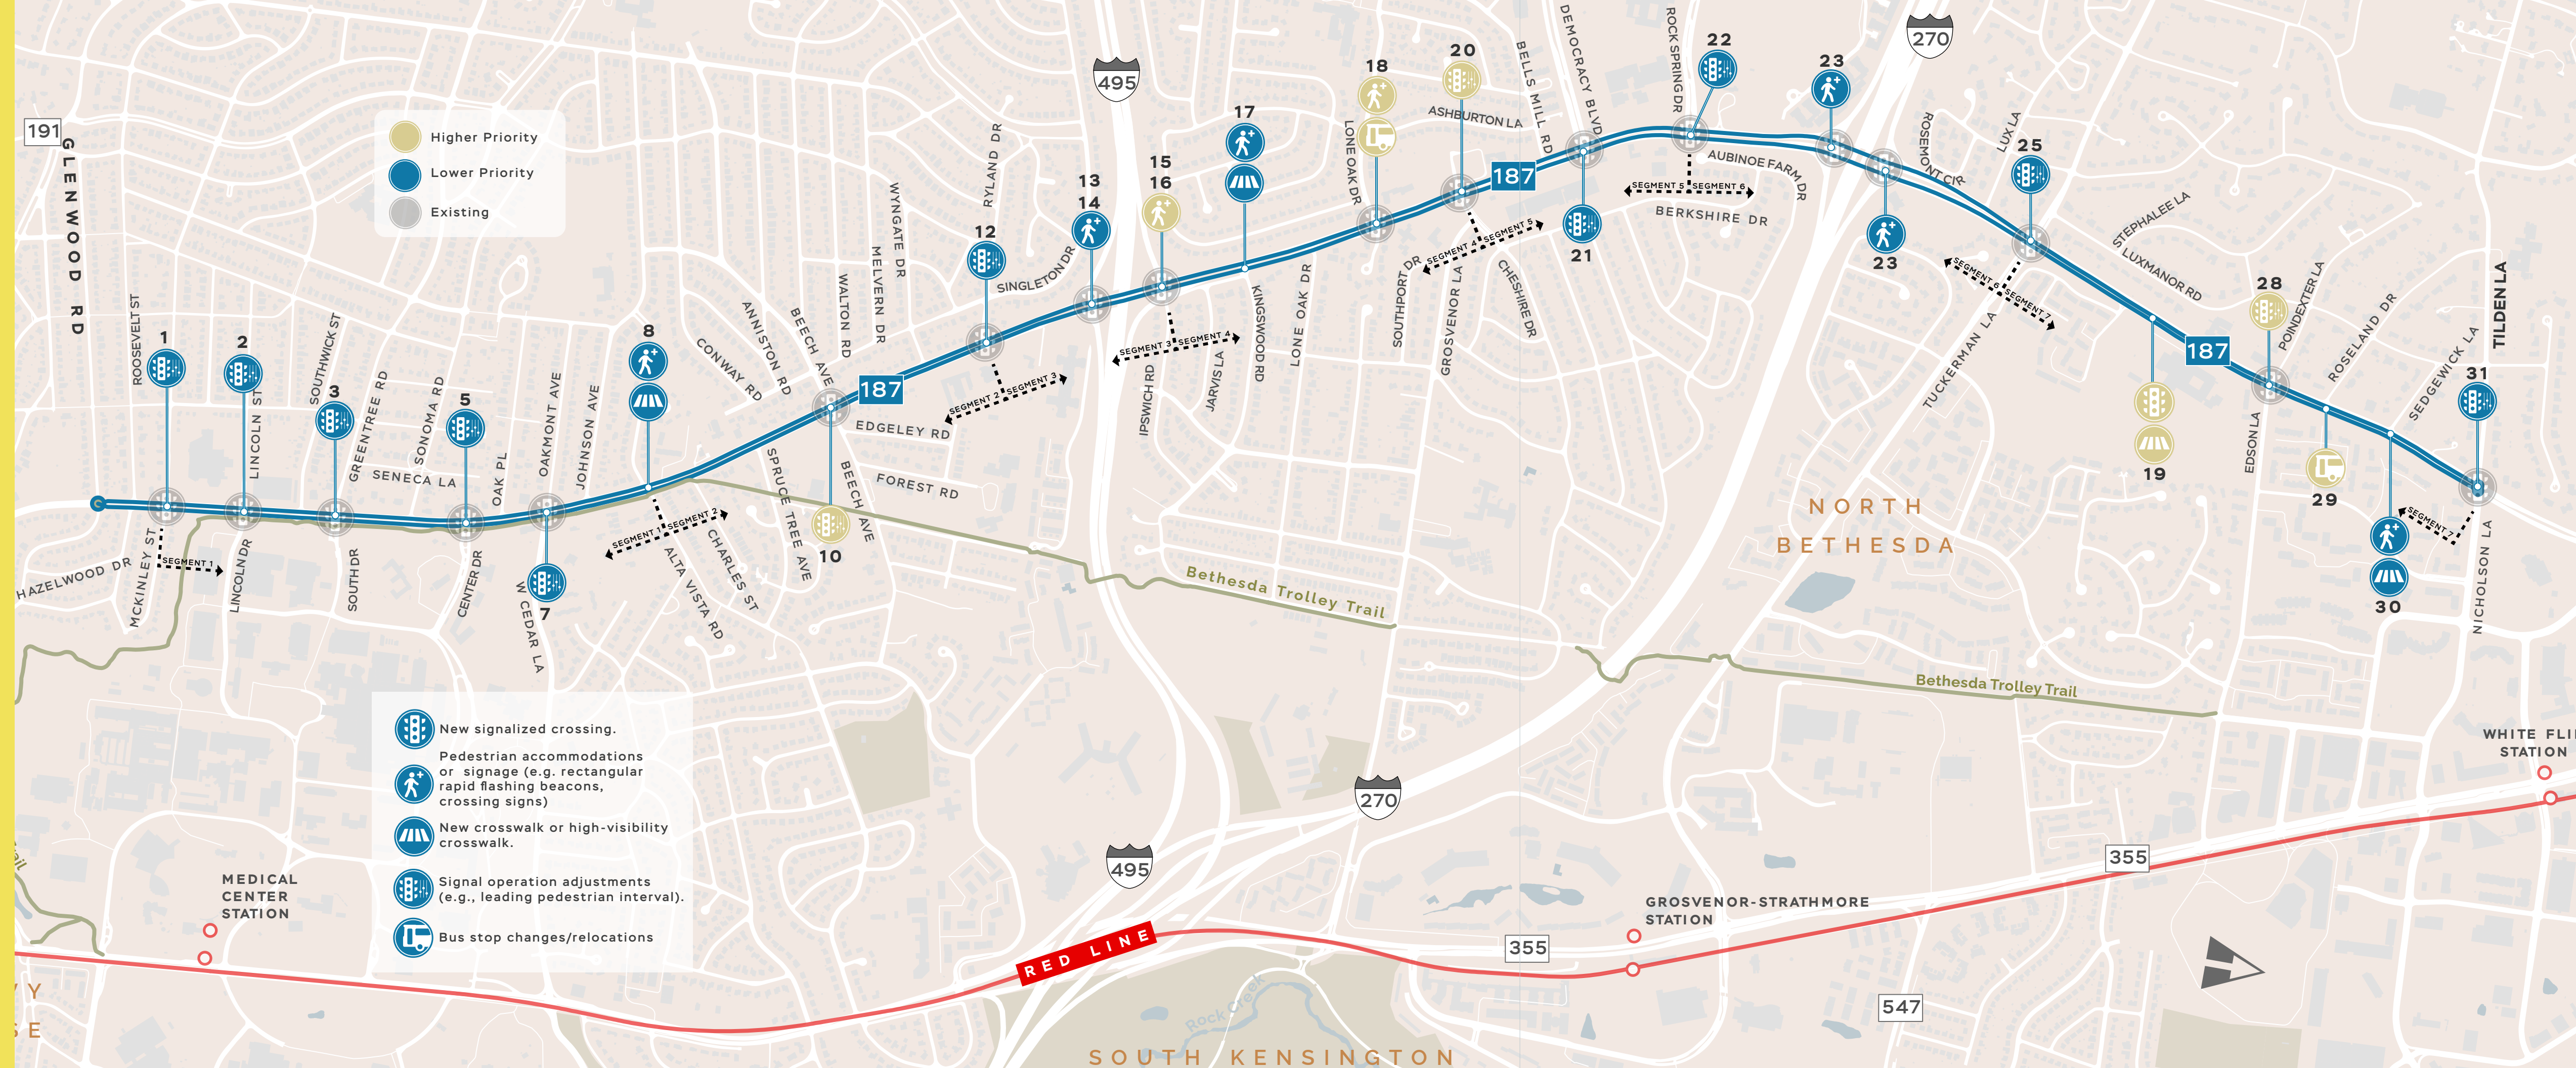 191
GLENWOOD RD
Higher Priority
Lower Priority
Existing
495
270
ROOSEVELT ST
1
2
LINCOLN ST
SOUTHWICK ST
3
GREENTREE RD
SENECA LA
SONOMA RD
5
OAK PL
OAKMONT AVE
JOHNSON AVE
8
CONWAY RD
ANNISTON RD
BEECH AVE
WALTON RD
MELVERN DR
WYNGATE DR
187
RYLAND DR
12
SINGLETON DR
13
14
15
16
17
18
LONE OAK DR
20
ASHBURTON LA
BELLS MILL RD
DEMOCRACY BLVD
187
ROCK SPRING DR
22
23
AUBINOE FARM DR
ROSEMONT CIR
LUX LA
25
STEPHALEE LA
LUXMANOR RD
187
28
POINDEXTER LA
ROSELAND DR
SEDGEWICK LA
TILDEN LA
31
HAZELWOOD DR
MCKINLEY ST
SEGMENT 1
LINCOLN DR
SOUTH DR
CENTER DR
W CEDAR LA
7
SEGMENT 1
SEGMENT 2
ALTA VISTA RD
CHARLES ST
SPRUCE TREE AVE
10
BEECH AVE
EDGELEY RD
FOREST RD
SEGMENT 2
SEGMENT 3
SEGMENT 3
SEGMENT 4
IPSWICH RD
JARVIS LA
KINGSWOOD RD
LONE OAK DR
SOUTHPORT DR
SEGMENT 4
SEGMENT 5
GROSVENOR LA
CHESHIRE DR
21
SEGMENT 5
SEGMENT 6
BERKSHIRE DR
23
SEGMENT 6
SEGMENT 7
TUCKERMAN LA
19
EDSON LA
29
30
SEGMENT 7
NICHOLSON LA
NORTH
BETHESDA
Bethesda Trolley Trail
Bethesda Trolley Trail
New signalized crossing.
Pedestrian accommodations
or signage (e.g. rectangular
rapid flashing beacons,
crossing signs)
New crosswalk or high-visibility
crosswalk.
Signal operation adjustments
(e.g., leading pedestrian interval).
Bus stop changes/relocations
MEDICAL
CENTER
STATION
495
270
RED LINE
355
GROSVENOR-STRATHMORE
STATION
355
547
WHITE FLI
STATION
Rock Creek
SOUTH KENSINGTON